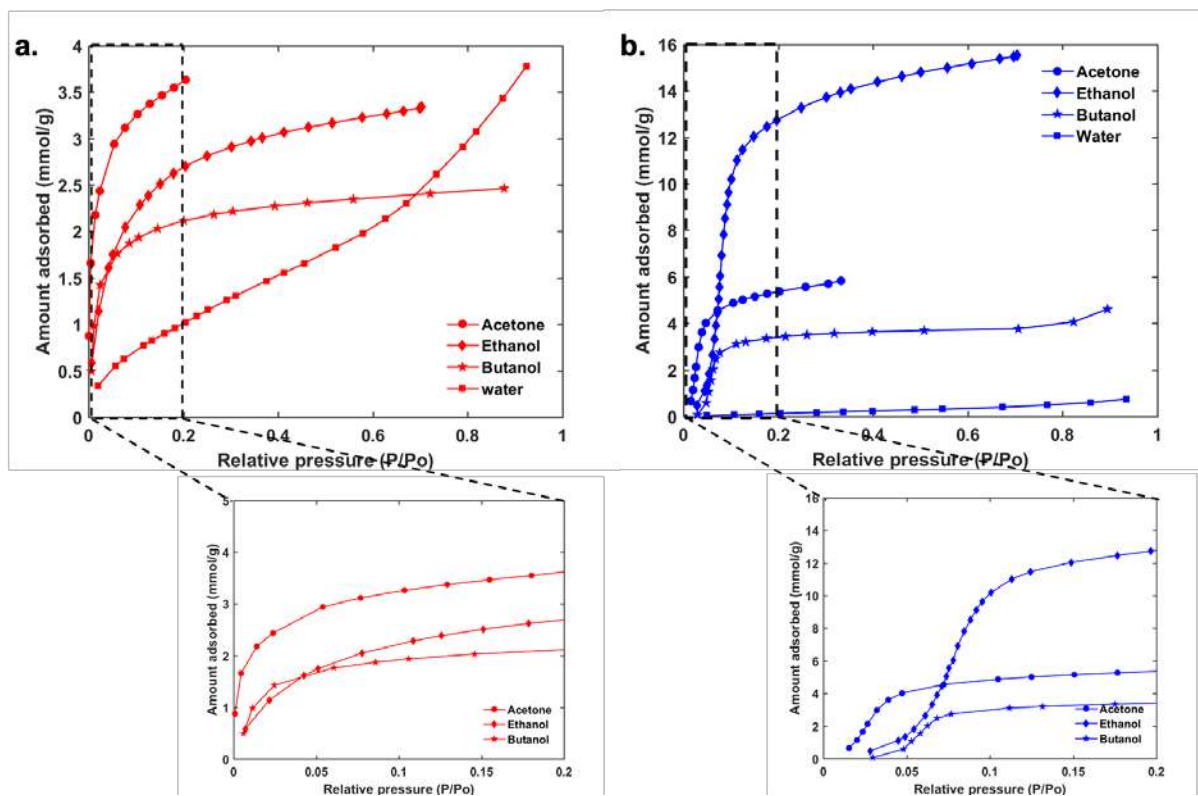 a.
4
3.5
3
2.5
2
1.5
1
0.5
0
Amount adsorbed (mmol/g)
Acetone
Ethanol
Butanol
water
0 0.2 0.4 0.6 0.8 1
Relative pressure (P/Po)
b.
16
14
12
10
8
6
4
2
0
Amount adsorbed (mmol/g)
Acetone
Ethanol
Butanol
Water
0 0.2 0.4 0.6 0.8 1
Relative pressure (P/Po)
5
4
3
2
1
0
Amount adsorbed (mmol/g)
Acetone
Ethanol
Butanol
0 0.05 0.1 0.15 0.2
Relative pressure (P/Po)
16
14
12
10
8
6
4
2
0
Amount adsorbed (mmol/g)
Acetone
Ethanol
Butanol
0 0.05 0.1 0.15 0.2
Relative pressure (P/Po)